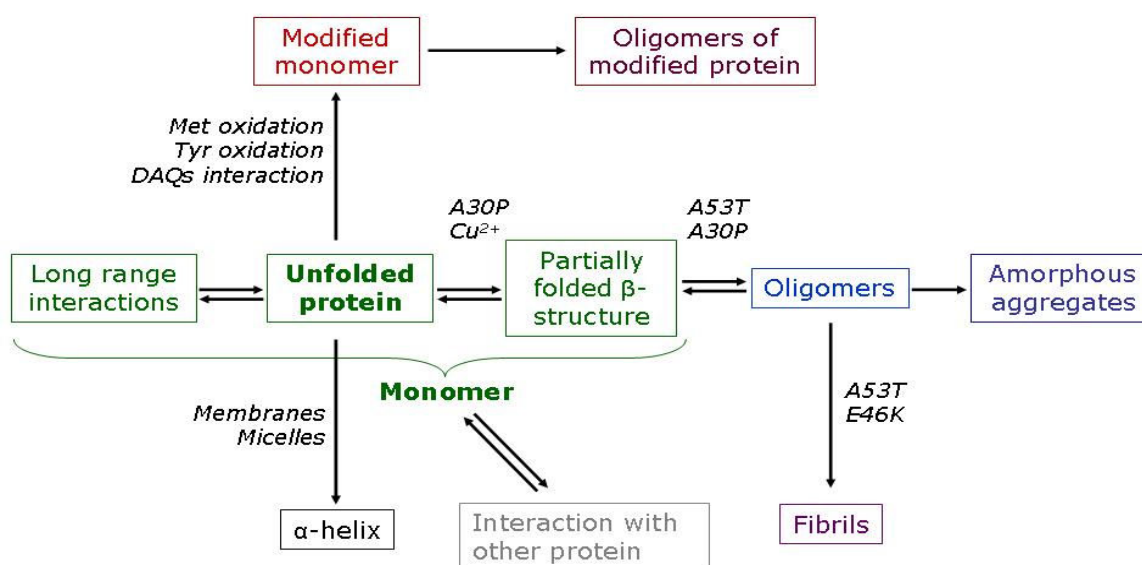 Modified
monomer
Oligomers of
modified protein
Met oxidation
Tyr oxidation
DAQs interaction
A30P
Cu²⁺
A53T
A30P
Long range
interactions
Unfolded
protein
Partially
folded β-
structure
Oligomers
Amorphous
aggregates
Monomer
Membranes
Micelles
A53T
E46K
α-helix
Interaction with
other protein
Fibrils